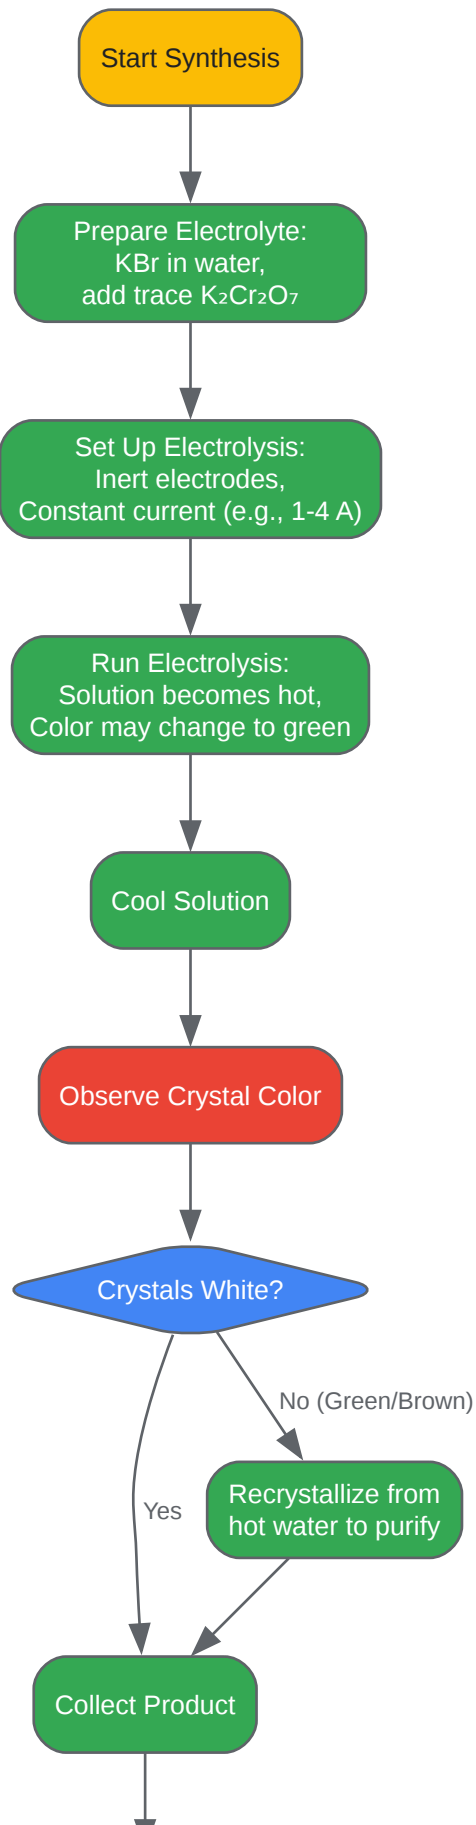 Start Synthesis
Prepare Electrolyte:
KBr in water,
add trace K₂Cr₂O₇
Set Up Electrolysis:
Inert electrodes,
Constant current (e.g., 1-4 A)
Run Electrolysis:
Solution becomes hot,
Color may change to green
Cool Solution
Observe Crystal Color
Crystals White?
No (Green/Brown)
Recrystallize from
hot water to purify
Yes
Collect Product